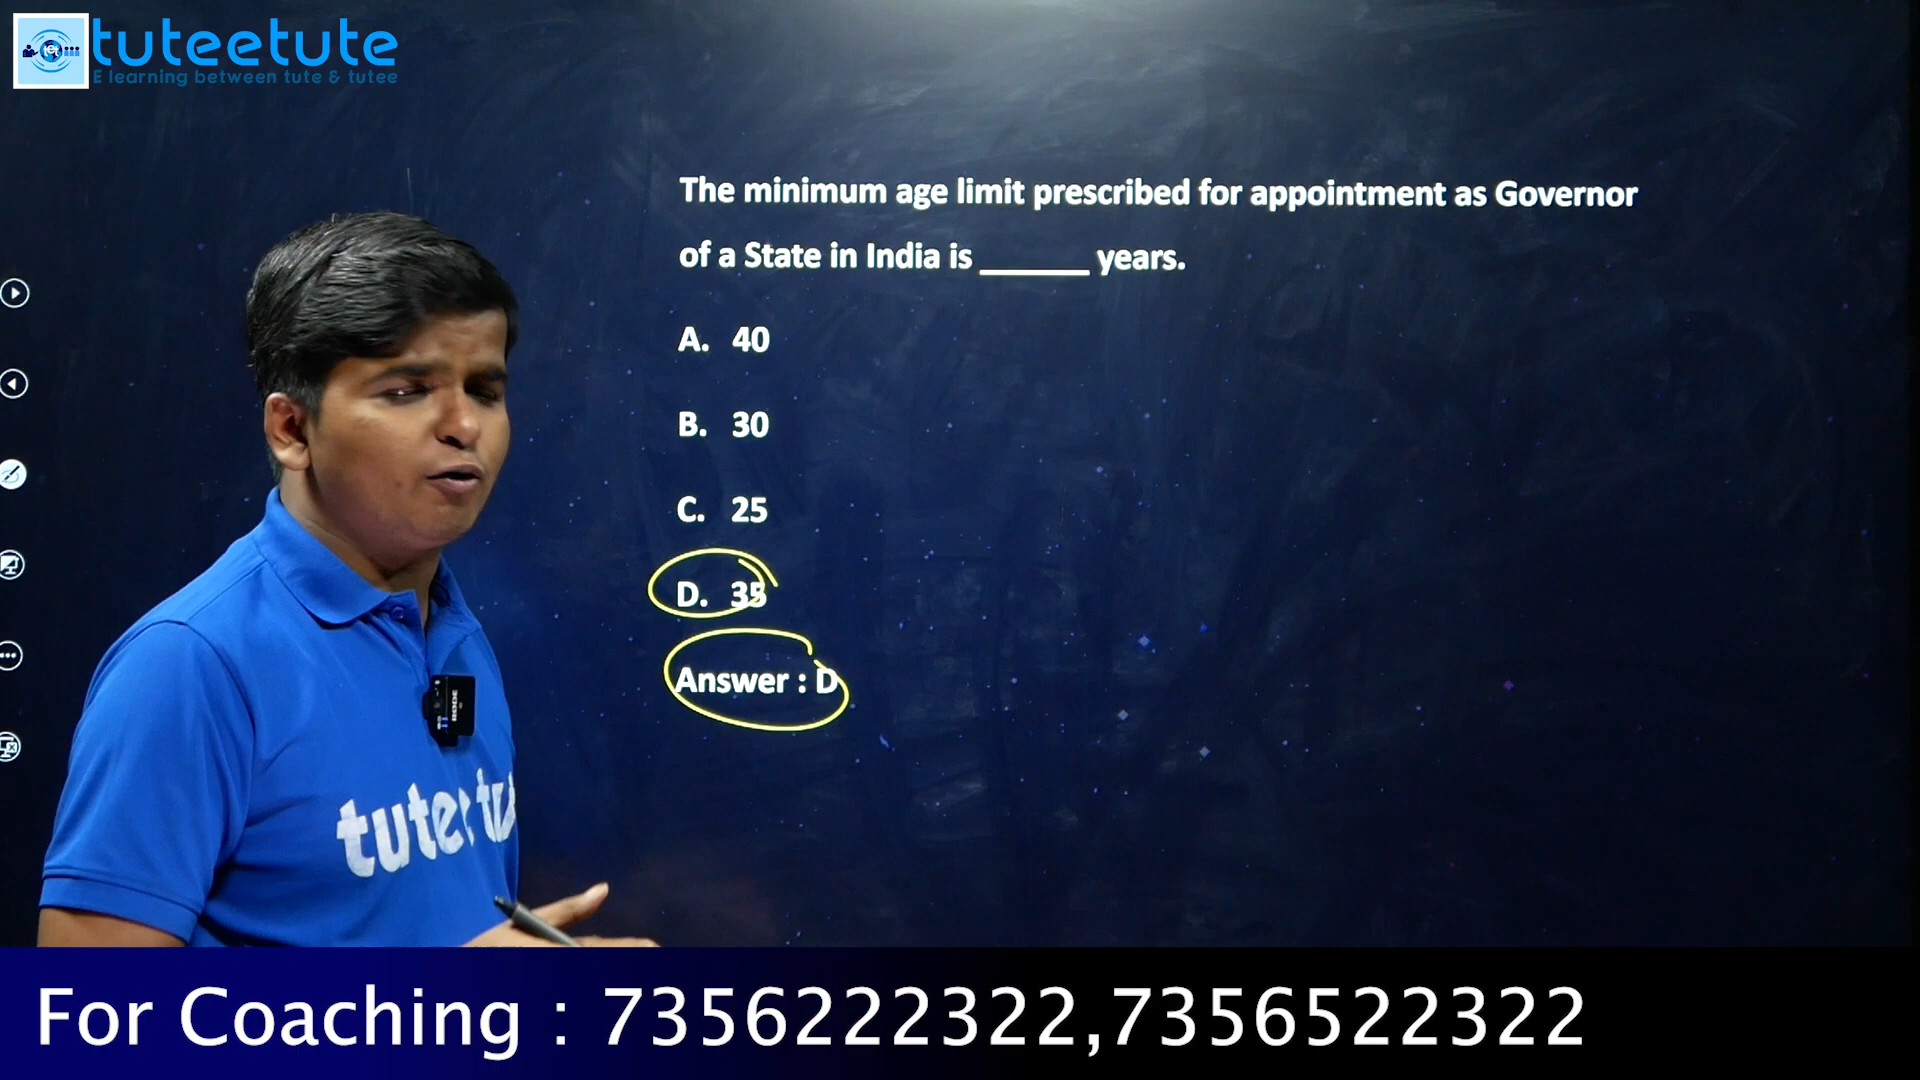 tuteetute
E learning between tute & tutee
The minimum age limit prescribed for appointment as Governor
of a State in India is ______ years.
A. 40
B. 30
C. 25
D. 35
Answer : D
RODE
For Coaching : 7356222322,7356522322